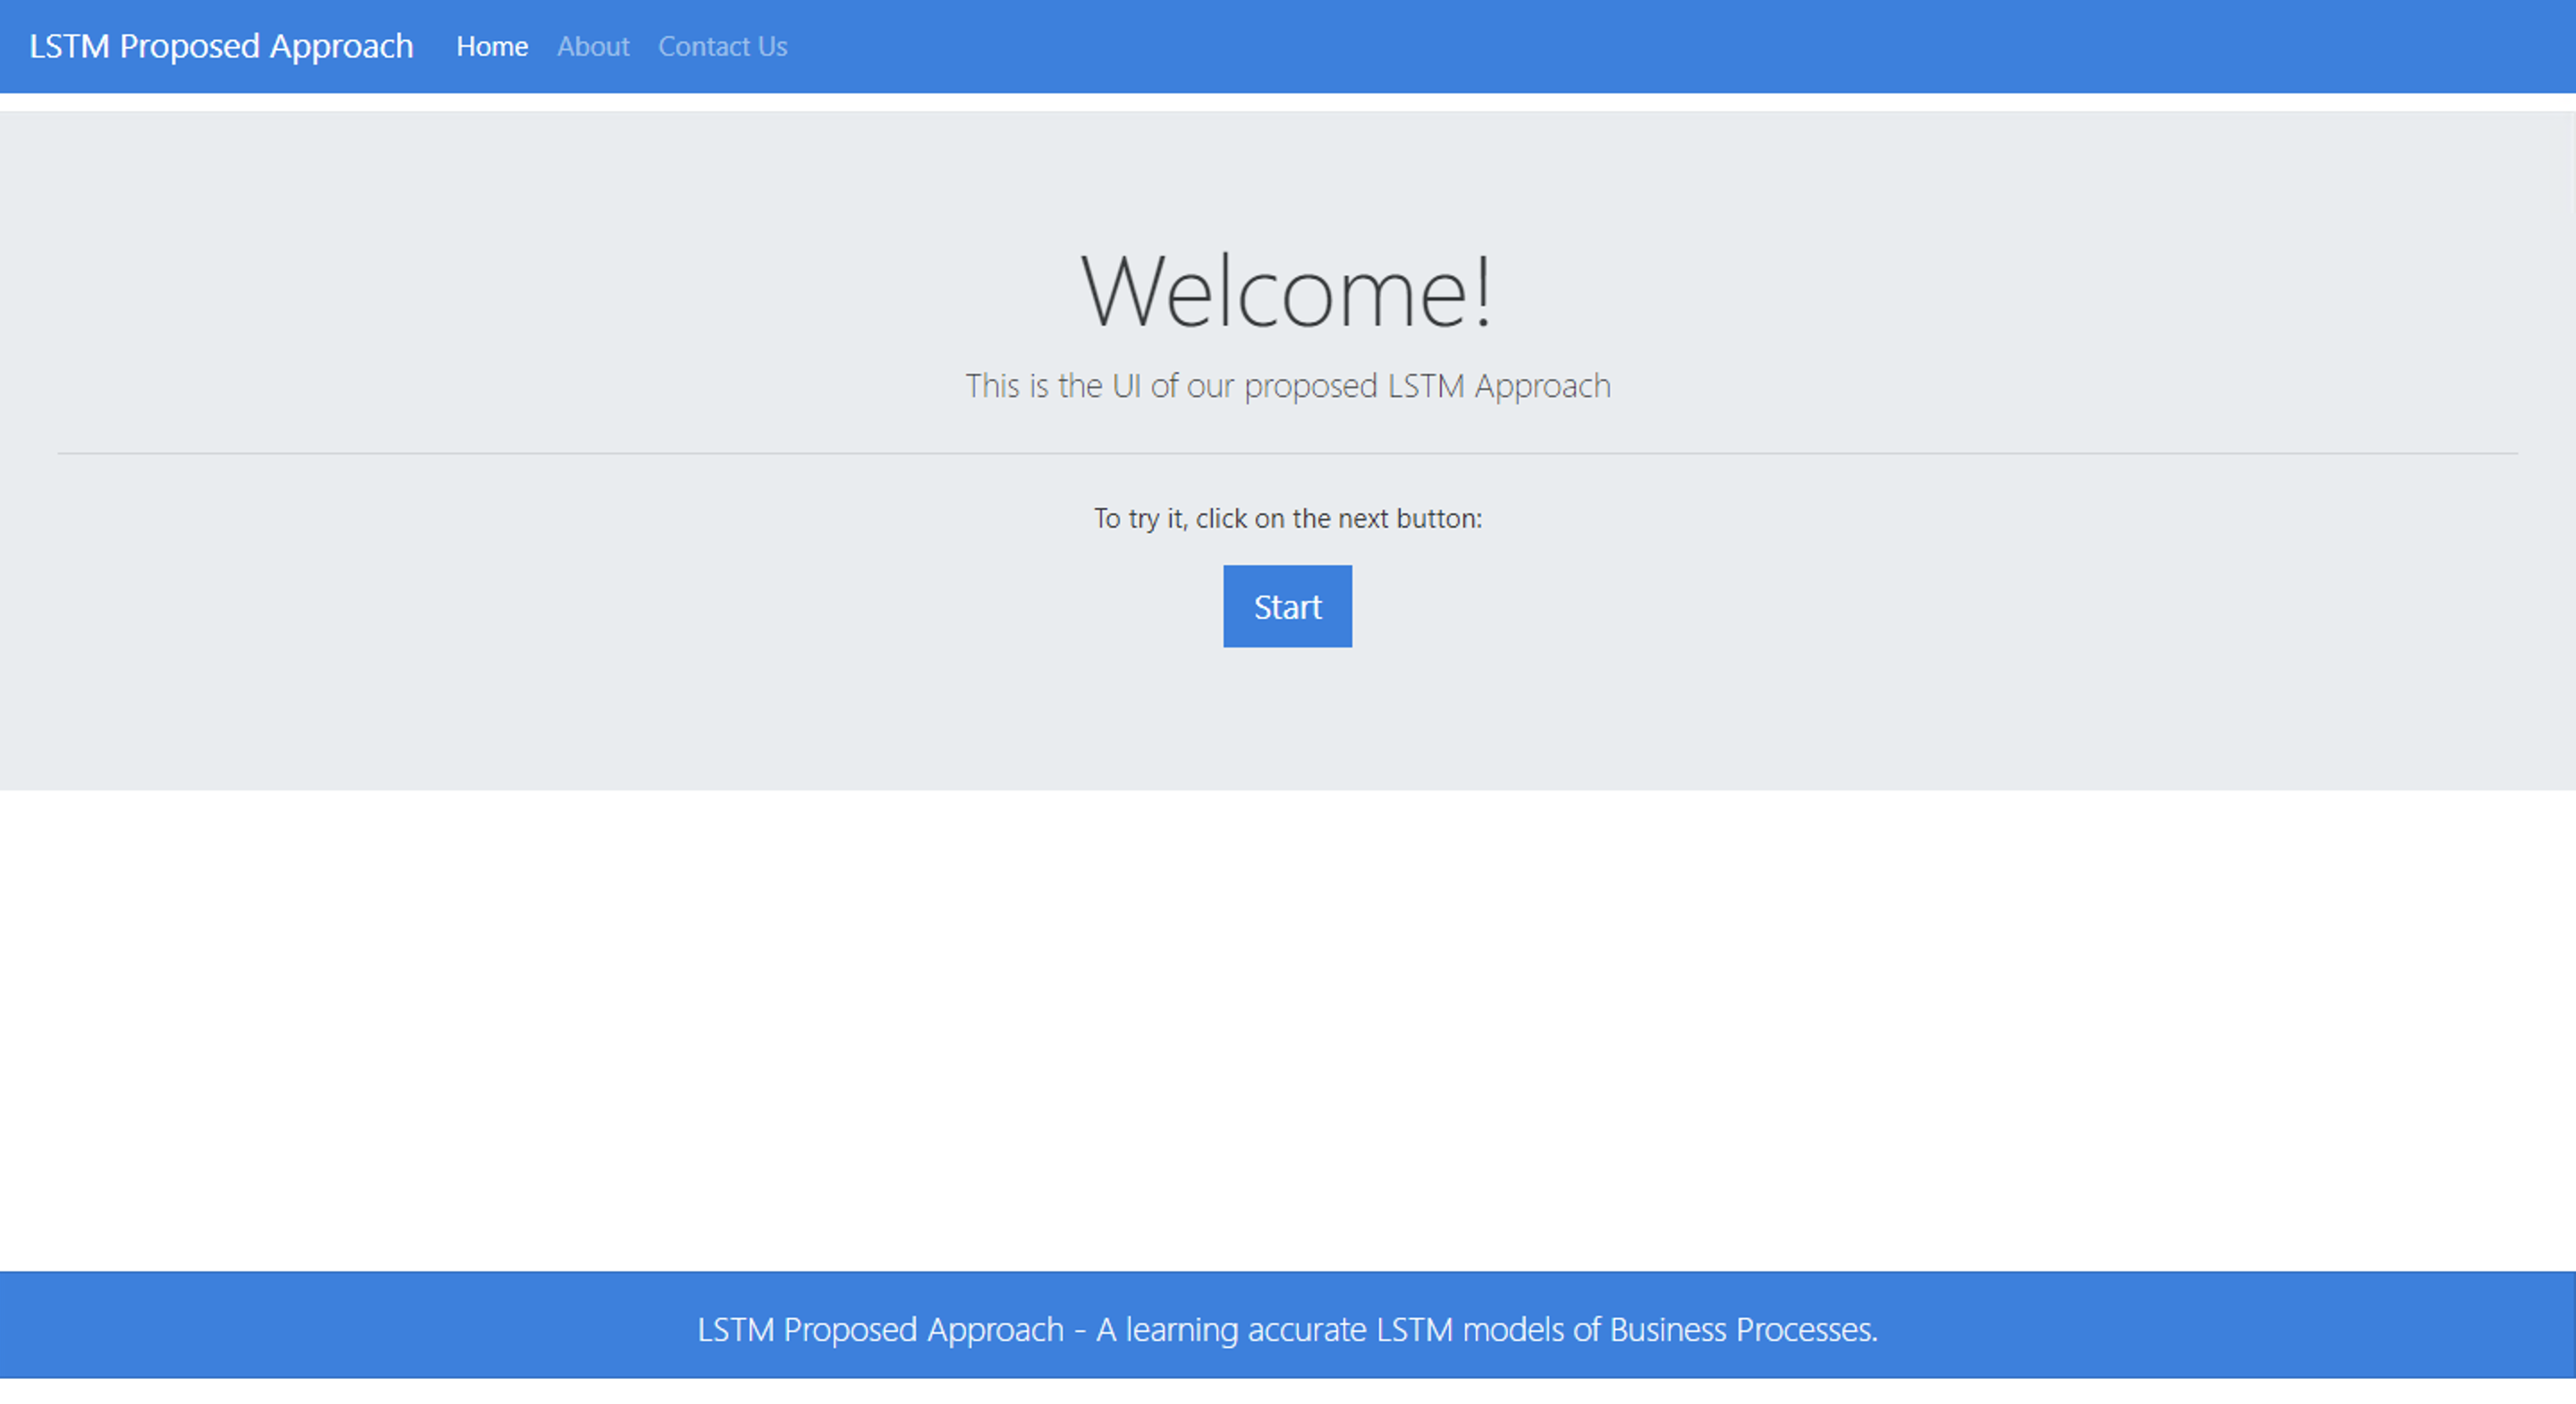 LSTM Proposed Approach Home About Contact Us
Welcome!
This is the UI of our proposed LSTM Approach
To try it, click on the next button:
Start
LSTM Proposed Approach - A learning accurate LSTM models of Business Processes.